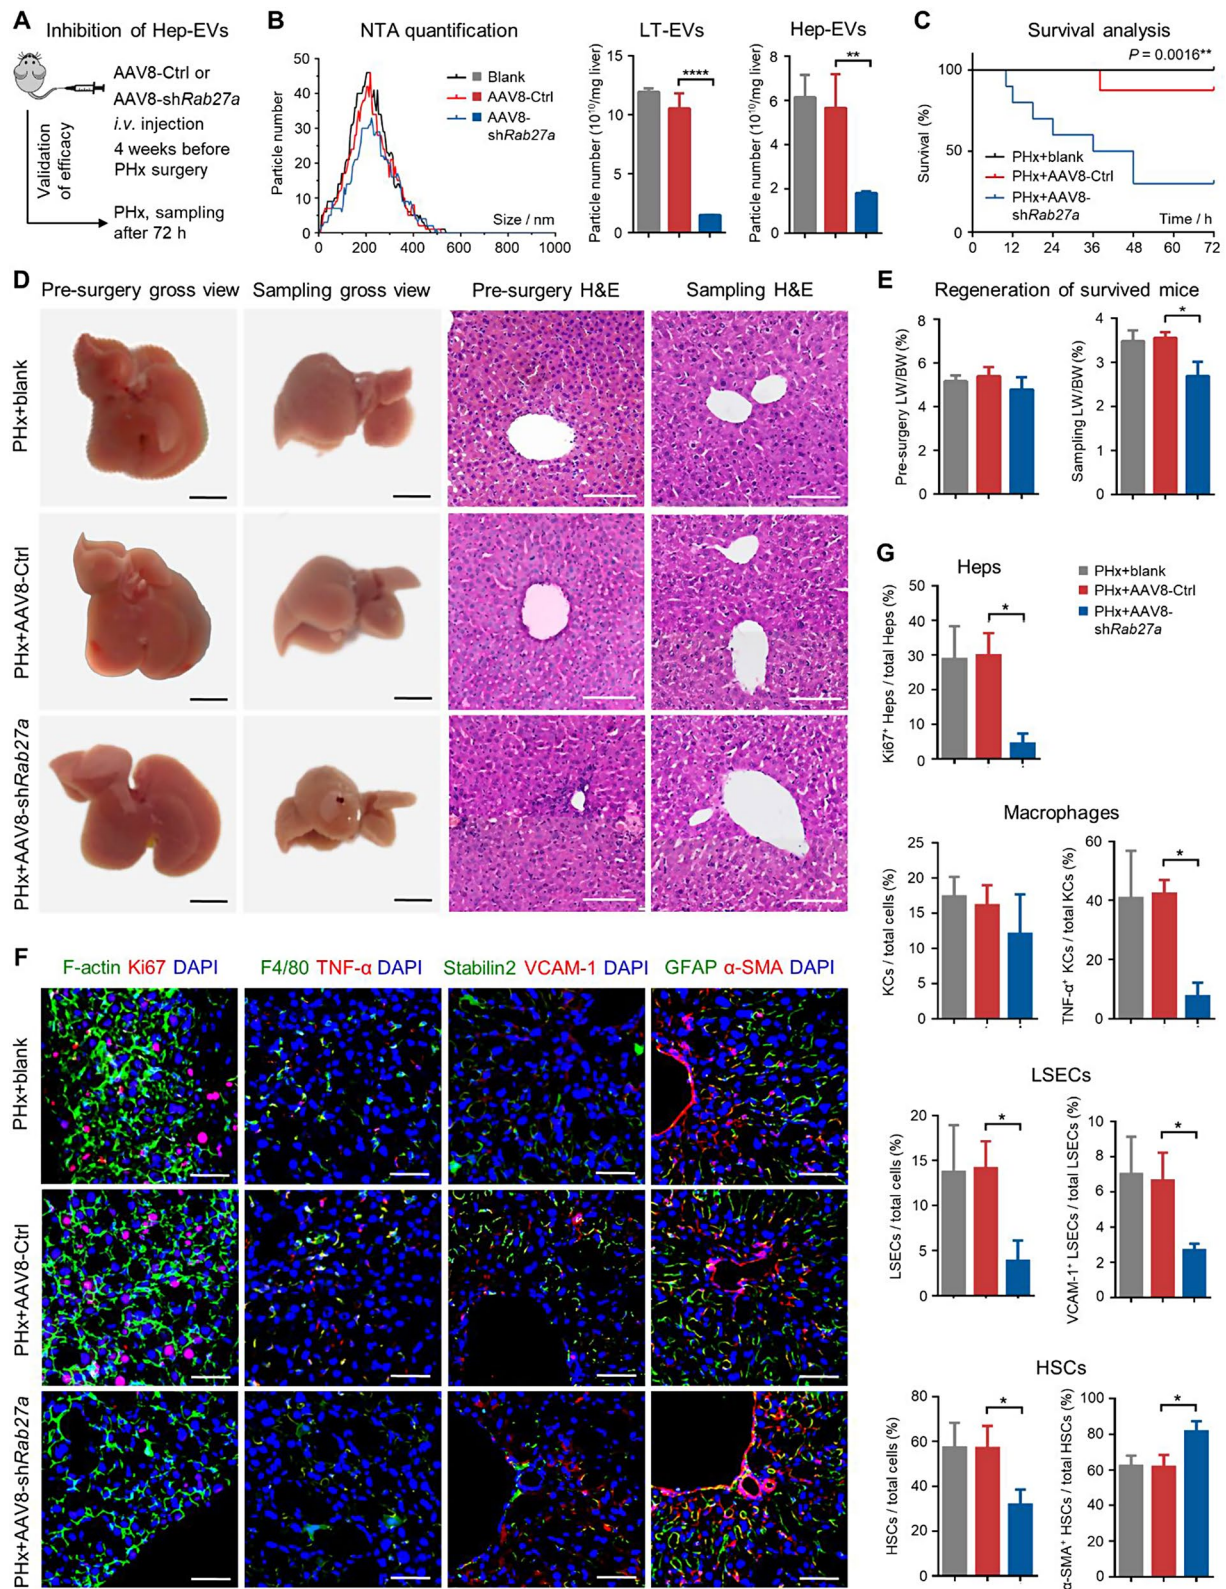 A Inhibition of Hep-EVs
AAV8-Ctrl or
AAV8-shRab27a
i.v. injection
4 weeks before
PHx surgery
Validation
of efficacy
PHx, sampling
after 72 h
B NTA quantification
Particle number
50
40
30
20
10
0
0 200 400 600 800 1000
Size / nm
Blank
AAV8-Ctrl
AAV8-
shRab27a
LT-EVs
Particle number (10¹⁰/mg liver)
15
10
5
0
****
Hep-EVs
Particle number (10¹⁰/mg liver)
8
6
4
2
0
**
C Survival analysis
P = 0.0016**
Survival (%)
100
50
0
PHx+blank
PHx+AAV8-Ctrl
PHx+AAV8-
shRab27a
Time / h
0 12 24 36 48 60 72
D Pre-surgery gross view Sampling gross view Pre-surgery H&E Sampling H&E
PHx+blank
PHx+AAV8-Ctrl
PHx+AAV8-shRab27a
E Regeneration of survived mice
Pre-surgery LW/BW (%)
8
6
4
2
0
Sampling LW/BW (%)
4
3
2
1
0
*
F F-actin Ki67 DAPI F4/80 TNF-α DAPI Stabilin2 VCAM-1 DAPI GFAP α-SMA DAPI
PHx+blank
PHx+AAV8-Ctrl
PHx+AAV8-shRab27a
G Heps
PHx+blank
PHx+AAV8-Ctrl
PHx+AAV8-
shRab27a
Ki67⁺ Heps / total Heps (%)
50
40
30
20
10
0
*
Macrophages
KCs / total cells (%)
25
20
15
10
5
0
TNF-α⁺ KCs / total KCs (%)
60
40
20
0
*
LSECs
LSECs / total cells (%)
20
15
10
5
0
*
VCAM-1⁺ LSECs / total LSECs (%)
10
8
6
4
2
0
*
HSCs
HSCs / total cells (%)
80
60
40
20
0
*
α-SMA⁺ HSCs / total HSCs (%)
100
80
60
40
20
0
*